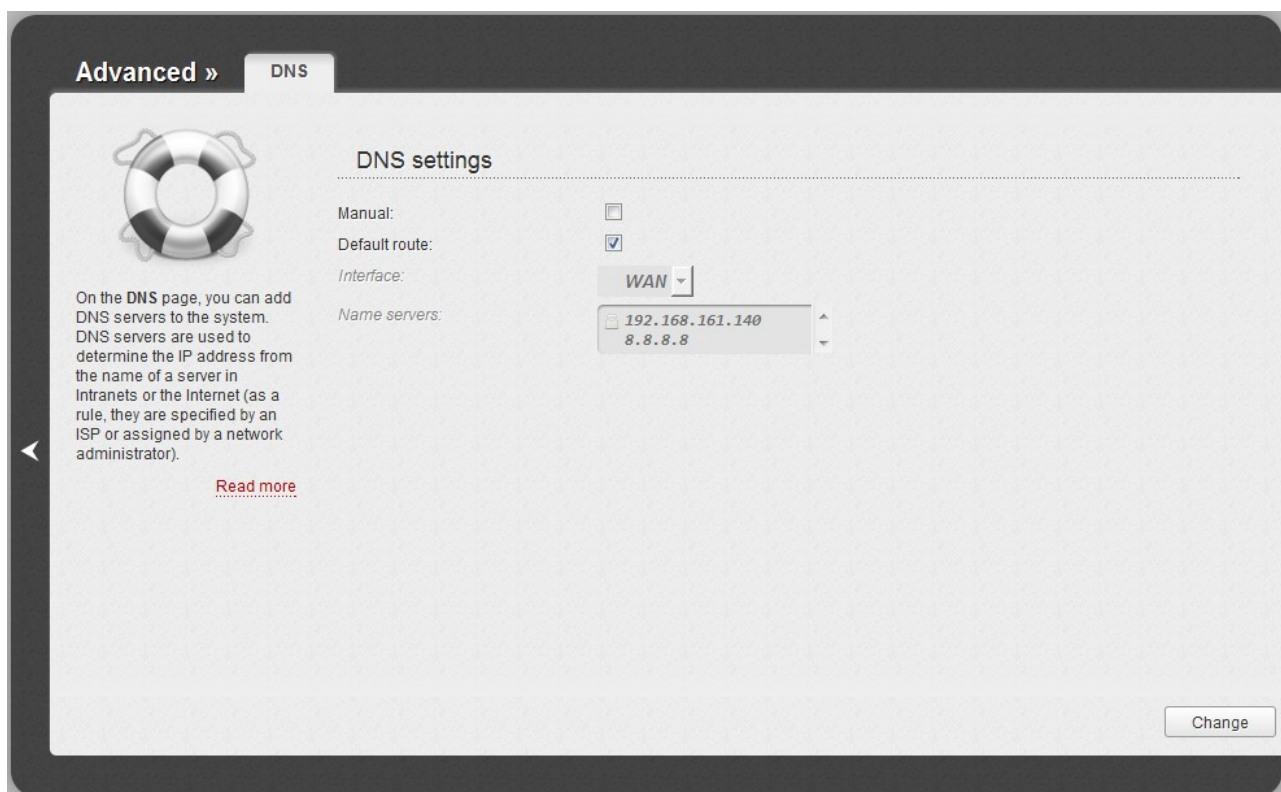 Advanced »
DNS
On the DNS page, you can add
DNS servers to the system.
DNS servers are used to
determine the IP address from
the name of a server in
Intranets or the Internet (as a
rule, they are specified by an
ISP or assigned by a network
administrator).
Read more
DNS settings
Manual:
Default route:
Interface:
WAN
Name servers:
192.168.161.140
8.8.8.8
Change